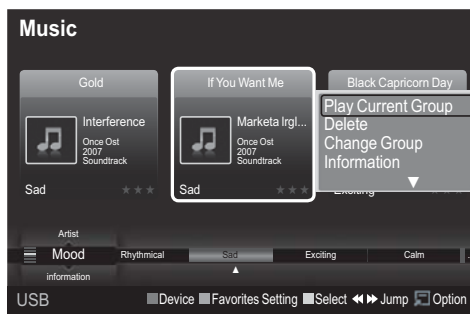 Music
Gold
If You Want Me
Black Capricorn Day
Interference
Once Ost
2007
Soundtrack
Sad
Marketa Irgl...
Once Ost
2007
Soundtrack
Sad
Play Current Group
Delete
Change Group
Information
Artist
Mood
information
Rhythmical
Sad
Exciting
Calm
USB
Device Favorites Setting Select Jump Option